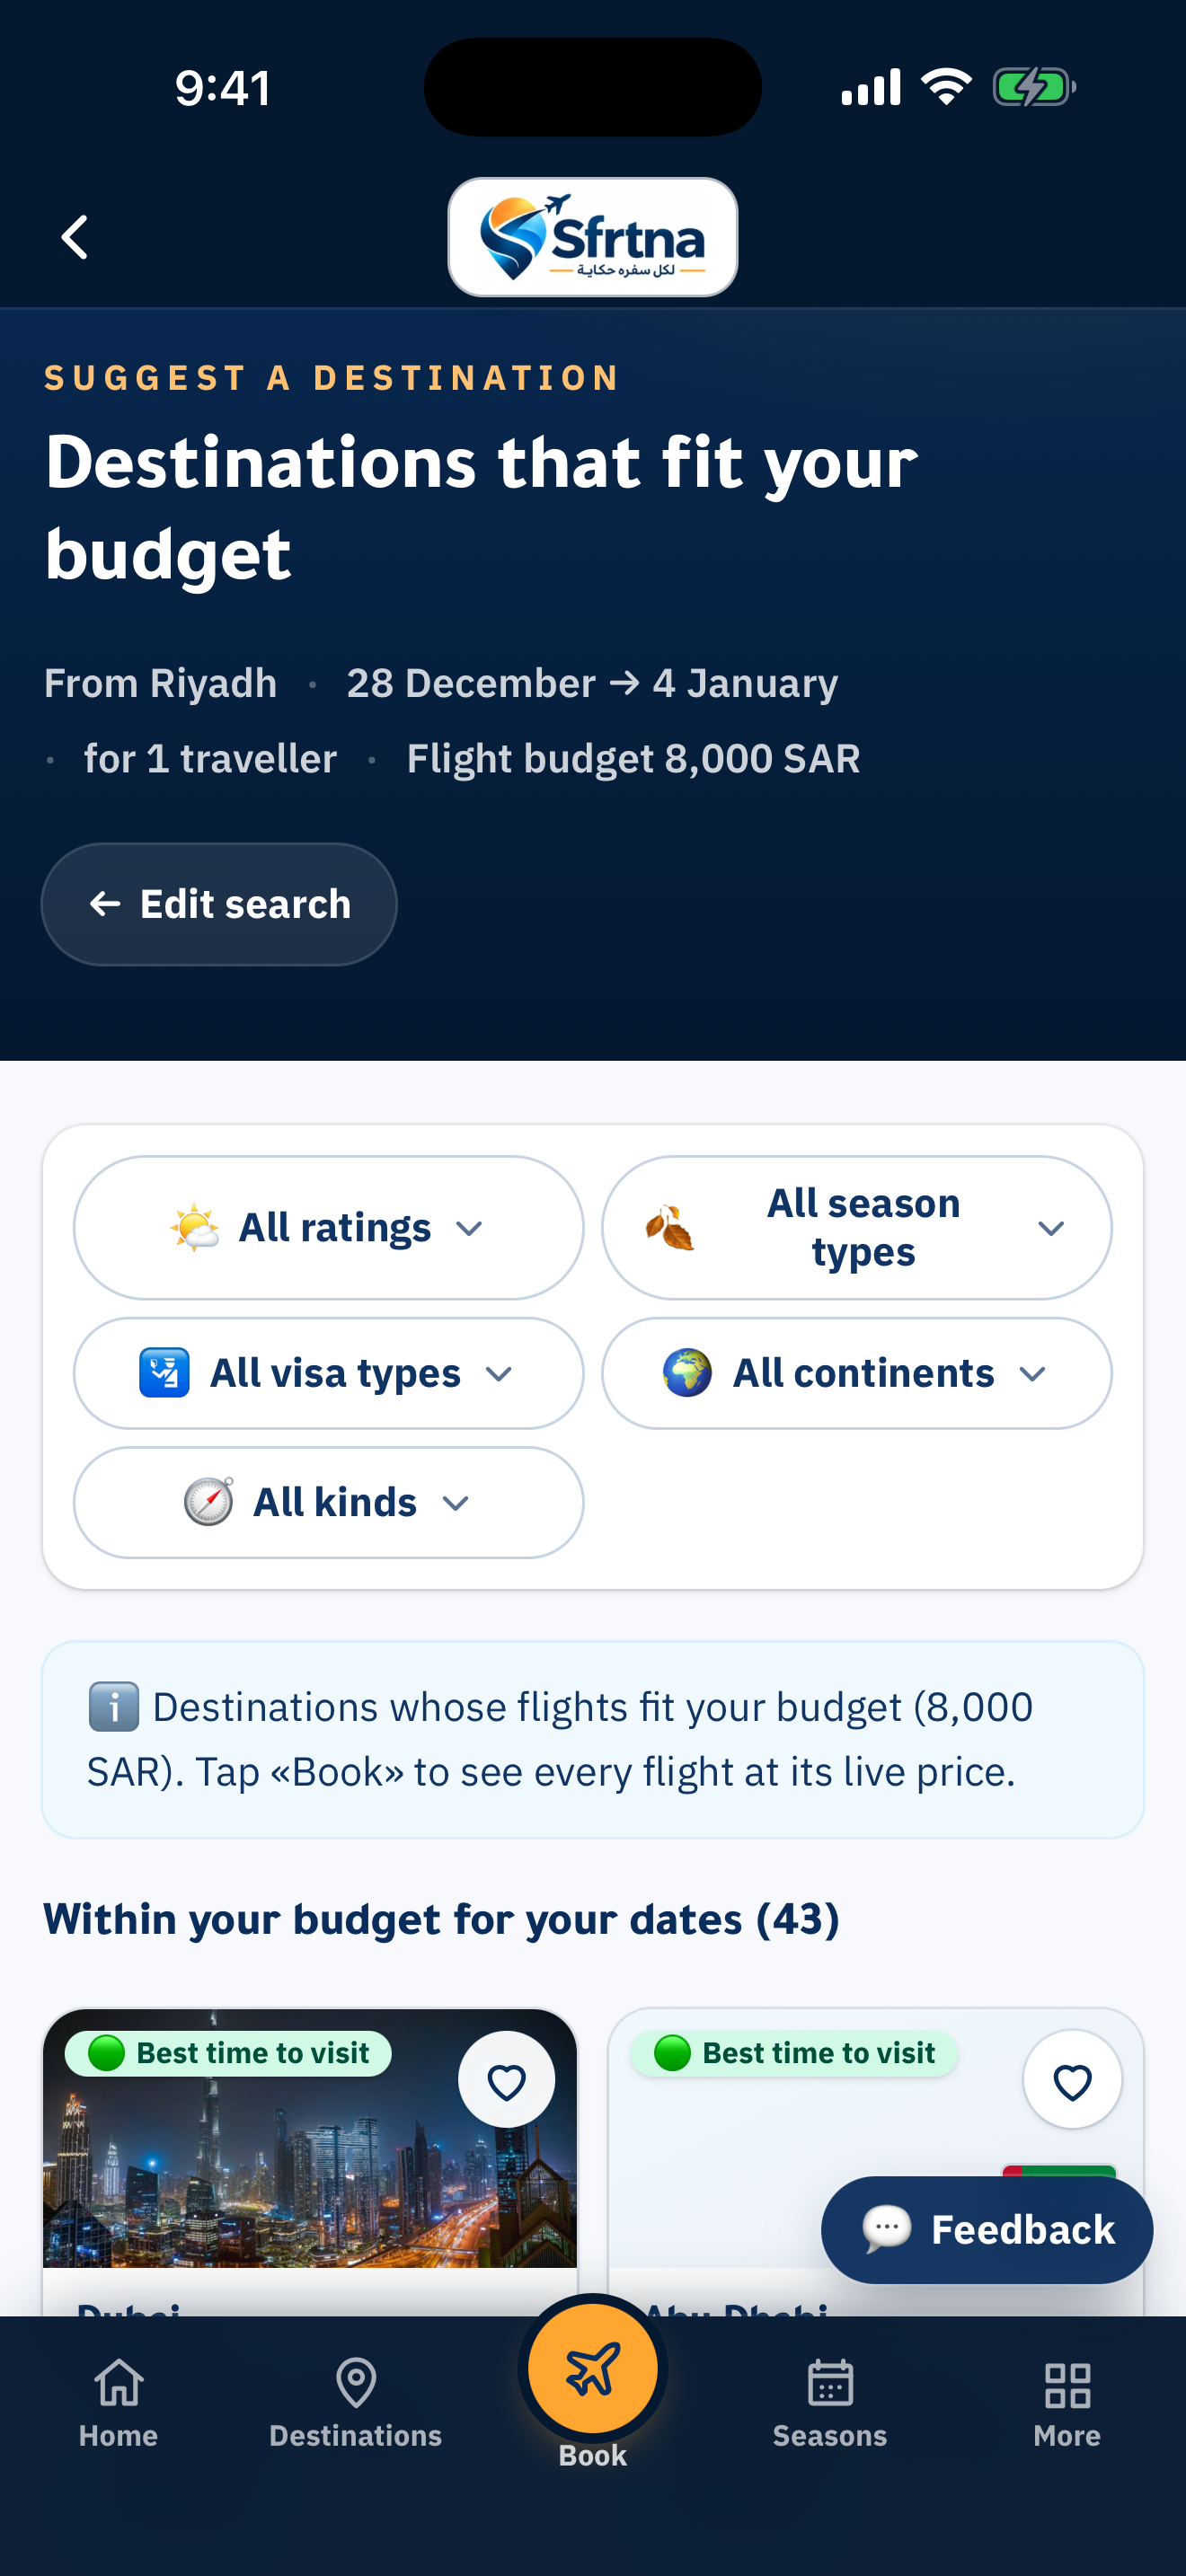 9:41
Sfrtna
لكل سفره حكاية
SUGGEST A DESTINATION
Destinations that fit your
budget
From Riyadh · 28 December → 4 January
· for 1 traveller · Flight budget 8,000 SAR
← Edit search
All ratings
All season
types
All visa types
All continents
All kinds
Destinations whose flights fit your budget (8,000
SAR). Tap «Book» to see every flight at its live price.
Within your budget for your dates (43)
Best time to visit
Best time to visit
Feedback
Dubai
Abu Dhabi
Home
Destinations
Book
Seasons
More